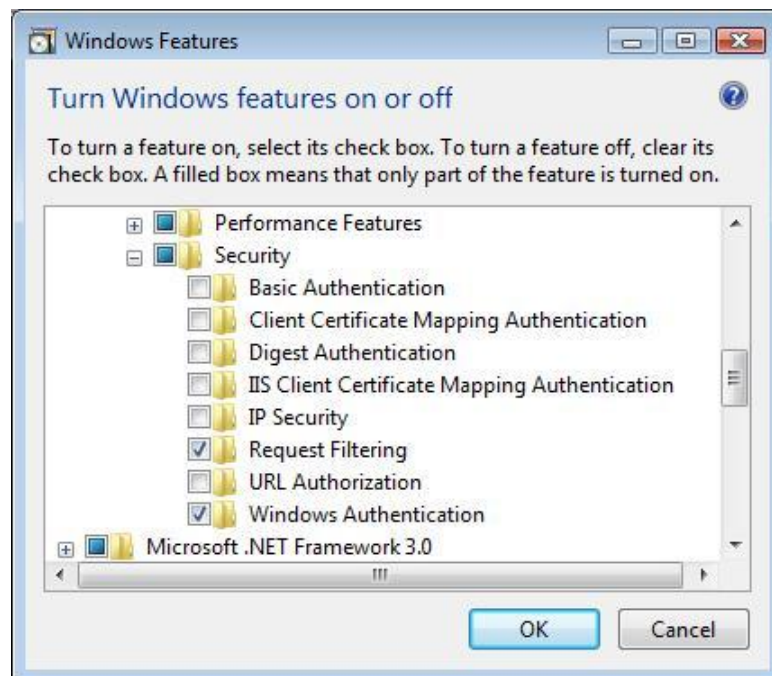 Windows Features
Turn Windows features on or off
To turn a feature on, select its check box. To turn a feature off, clear its
check box. A filled box means that only part of the feature is turned on.
Performance Features
Security
Basic Authentication
Client Certificate Mapping Authentication
Digest Authentication
IIS Client Certificate Mapping Authentication
IP Security
Request Filtering
URL Authorization
Windows Authentication
Microsoft .NET Framework 3.0
OK Cancel